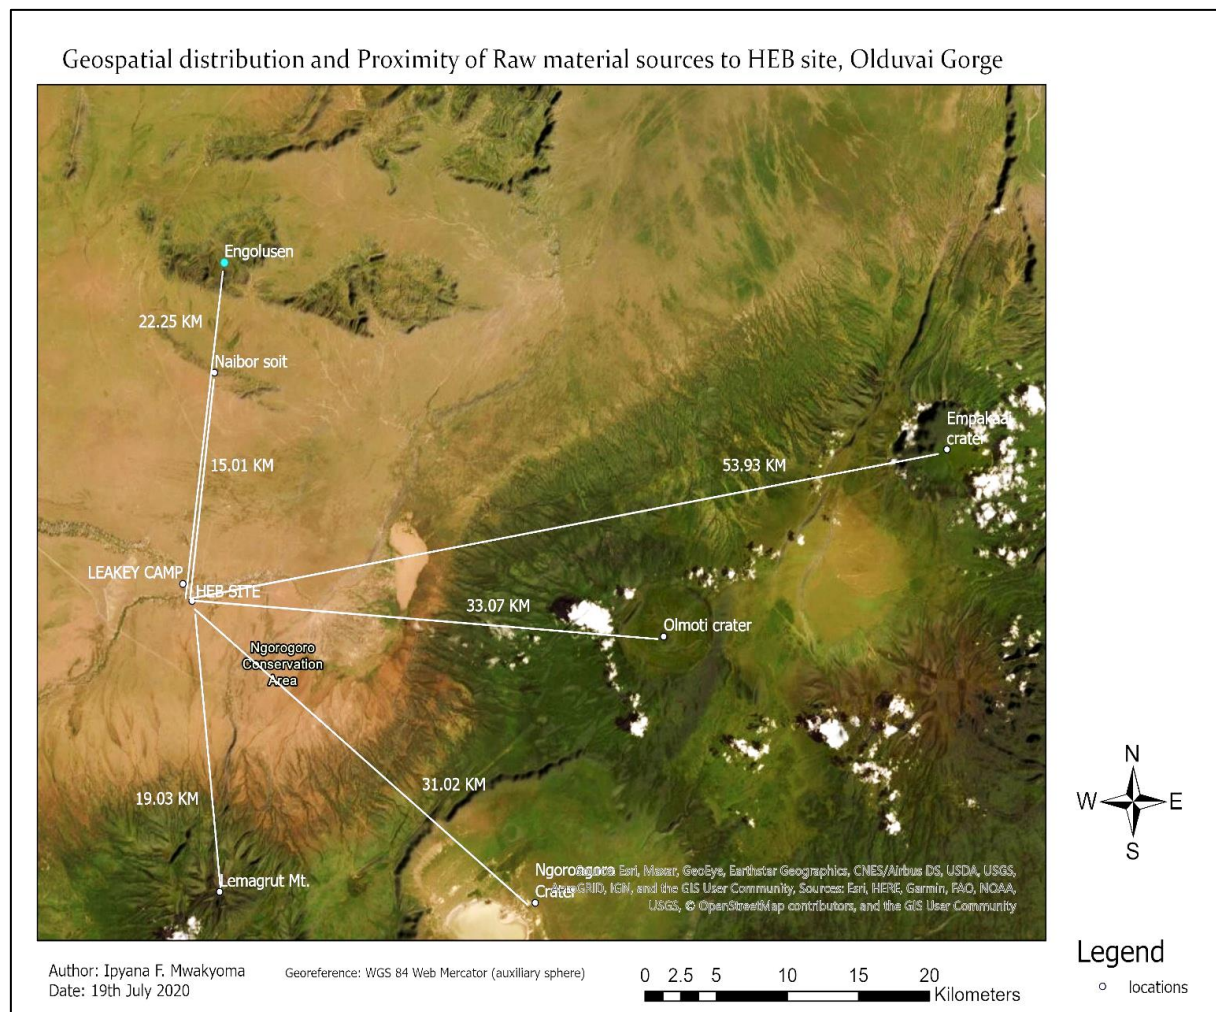 Geospatial distribution and Proximity of Raw material sources to HEB site, Olduvai Gorge
Engolusen
22.25 KM
Naibor soit
15.01 KM
Empakaai
crater
53.93 KM
LEAKEY CAMP
HEB SITE
33.07 KM
Olmoti crater
Ngorogoro
Conservation
Area
31.02 KM
19.03 KM
Lemagrut Mt.
Ngorogoro
Crater
Source: Esri, Maxar, GeoEye, Earthstar Geographics, CNES/Airbus DS, USDA, USGS,
AeroGRID, IGN, and the GIS User Community, Sources: Esri, HERE, Garmin, FAO, NOAA,
USGS, © OpenStreetMap contributors, and the GIS User Community
N
W E
S
Legend
locations
Author: Ipyana F. Mwakyoma
Date: 19th July 2020
Georeference: WGS 84 Web Mercator (auxiliary sphere)
0 2.5 5 10 15 20
Kilometers